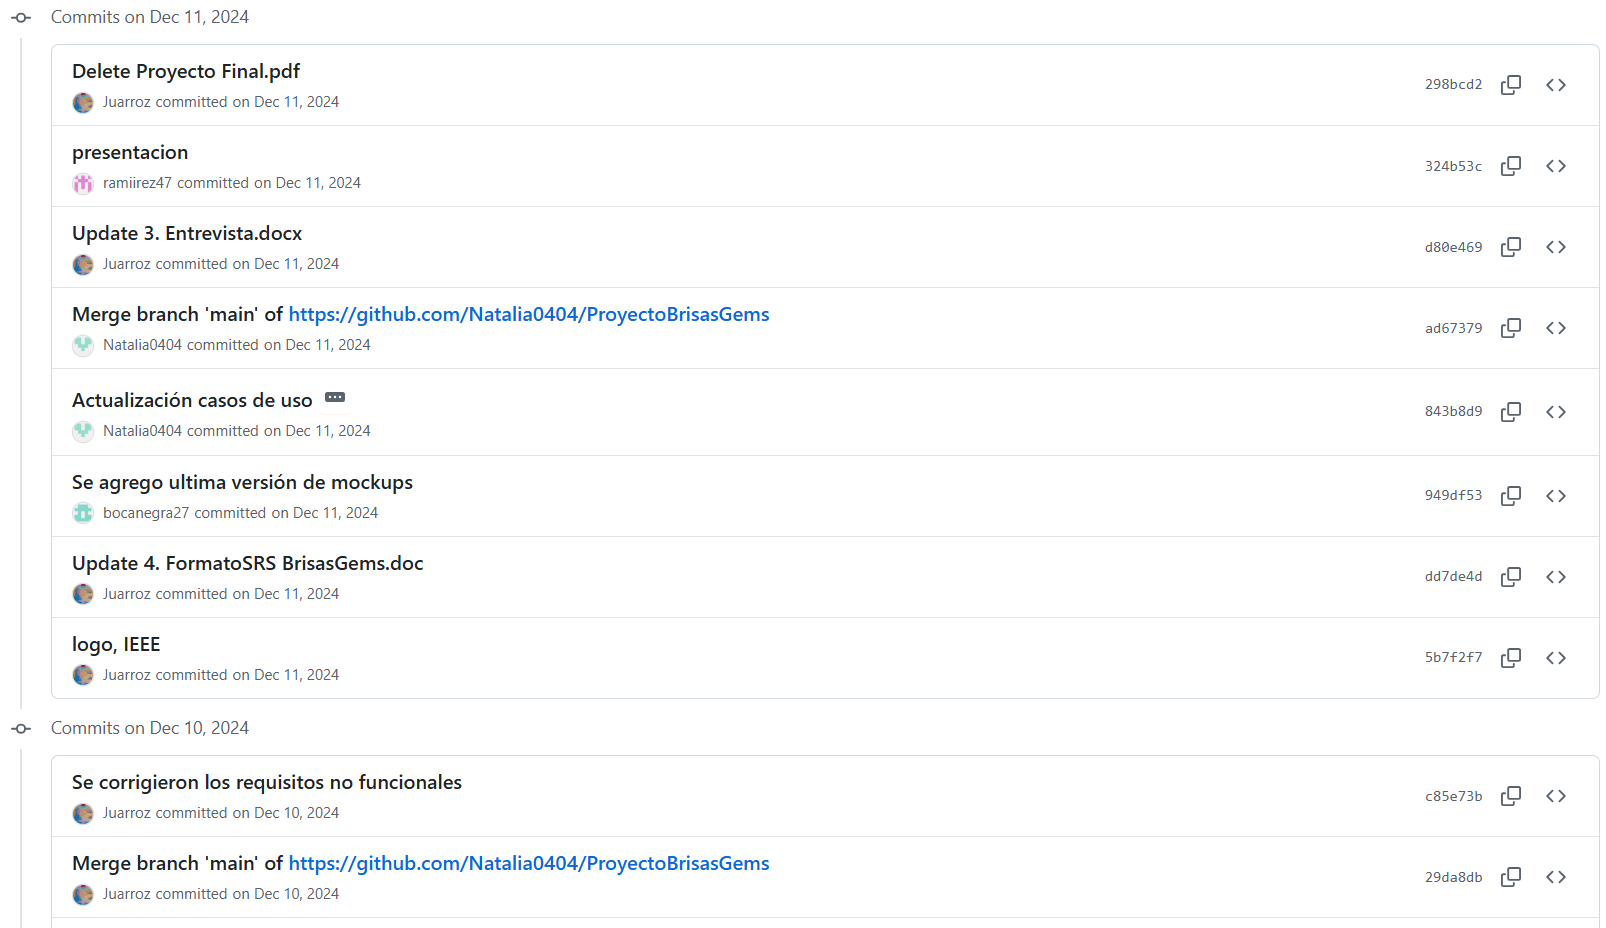 Commits on Dec 11, 2024
Delete Proyecto Final.pdf
Juarroz committed on Dec 11, 2024
298bcd2
presentacion
ramiirez47 committed on Dec 11, 2024
324b53c
Update 3. Entrevista.docx
Juarroz committed on Dec 11, 2024
d80e469
Merge branch 'main' of https://github.com/Natalia0404/ProyectoBrisasGems
Natalia0404 committed on Dec 11, 2024
ad67379
Actualización casos de uso
Natalia0404 committed on Dec 11, 2024
843b8d9
Se agrego ultima versión de mockups
bocanegra27 committed on Dec 11, 2024
949df53
Update 4. FormatoSRS BrisasGems.doc
Juarroz committed on Dec 11, 2024
dd7de4d
logo, IEEE
Juarroz committed on Dec 11, 2024
5b7f2f7
Commits on Dec 10, 2024
Se corrigieron los requisitos no funcionales
Juarroz committed on Dec 10, 2024
c85e73b
Merge branch 'main' of https://github.com/Natalia0404/ProyectoBrisasGems
Juarroz committed on Dec 10, 2024
29da8db